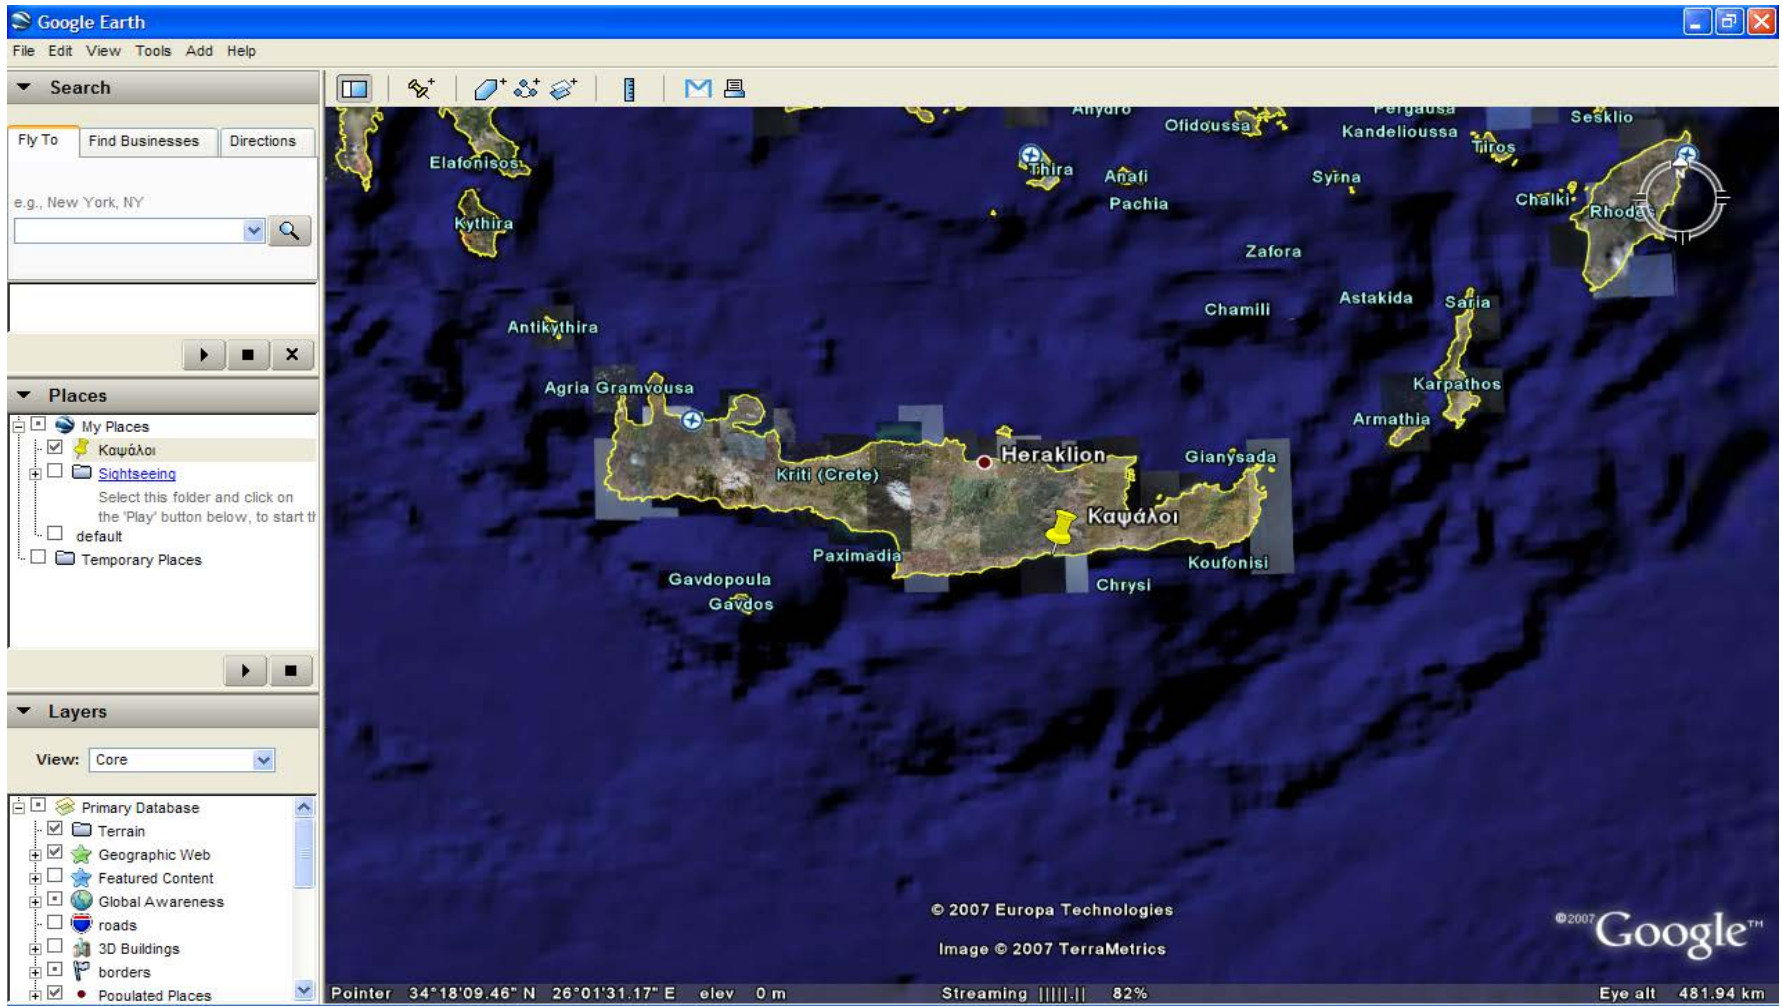 Google Earth
File Edit View Tools Add Help
Search
Fly To Find Businesses Directions
e.g., New York, NY
Places
My Places
Καψάλοι
Sightseeing
Select this folder and click on
the 'Play' button below, to start th
default
Temporary Places
Layers
View: Core
Primary Database
Terrain
Geographic Web
Featured Content
Global Awareness
roads
3D Buildings
borders
Populated Places
Anydro
Pergausa
Sesklio
Ofidoussa
Kandelioussa
Tiros
Elafonisos
Thira
Anafi
Syrna
Pachia
Chalki
Rhodes
Kythira
Zafora
Astakida
Saria
Chamili
Antikythira
Agria Gramvousa
Karpathos
Armathia
Heraklion
Gianysada
Kriti (Crete)
Καψάλοι
Paximadia
Koufonisi
Gavdopoula
Chrysi
Gavdos
© 2007 Europa Technologies
Image © 2007 TerraMetrics
©2007 Google™
Pointer 34°18'09.46" N 26°01'31.17" E elev 0 m Streaming |||||.|| 82% Eye alt 481.94 km
N